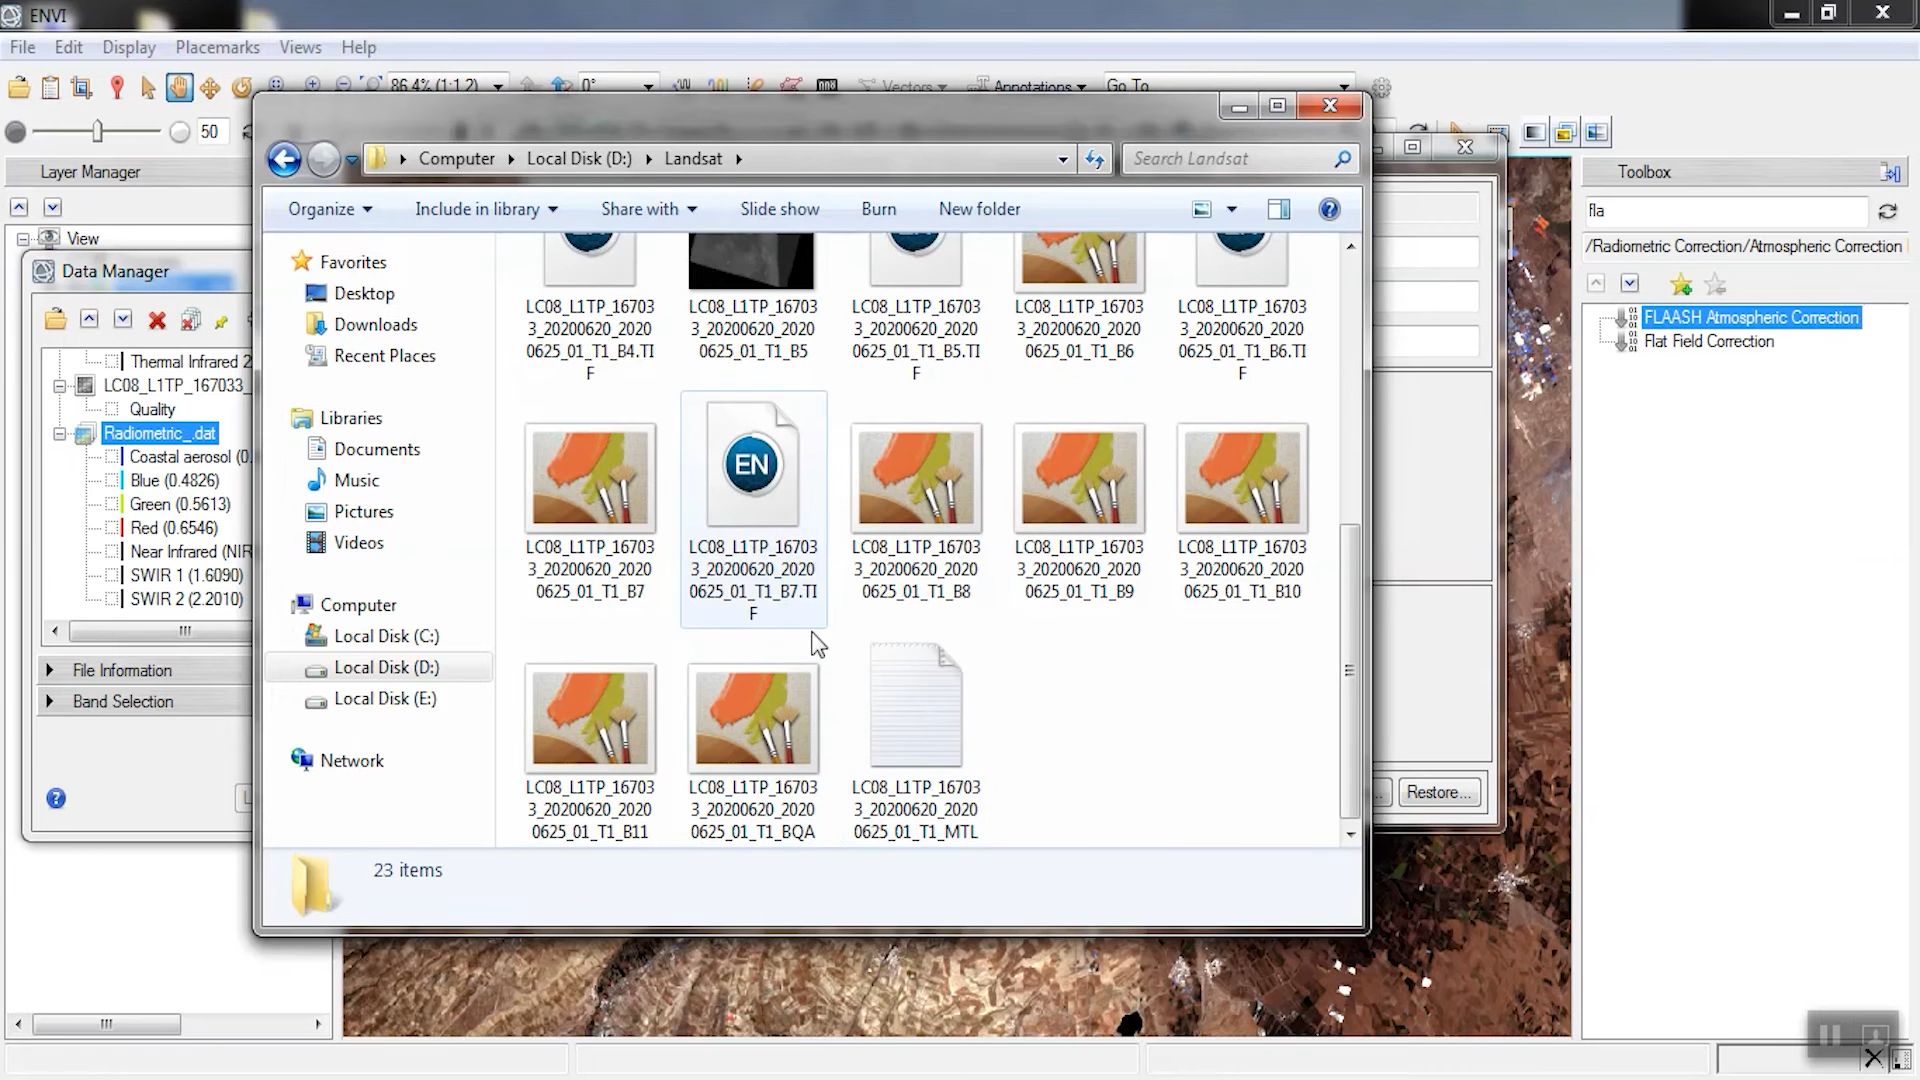 ENVI
File Edit Display Placemarks Views Help
86.4% (1:1.2) 0° Vectors Annotations Go To
50
Layer Manager
View
Data Manager
Thermal Infrared 2
LC08_L1TP_167033_
Quality
Radiometric_.dat
Coastal aerosol (0.
Blue (0.4826)
Green (0.5613)
Red (0.6546)
Near Infrared (NIR
SWIR 1 (1.6090)
SWIR 2 (2.2010)
File Information
Band Selection
Computer Local Disk (D:) Landsat
Search Landsat
Organize Include in library Share with Slide show Burn New folder
Favorites
Desktop
Downloads
Recent Places
Libraries
Documents
Music
Pictures
Videos
Computer
Local Disk (C:)
Local Disk (D:)
Local Disk (E:)
Network
LC08_L1TP_16703
3_20200620_2020
0625_01_T1_B4.TI
F
LC08_L1TP_16703
3_20200620_2020
0625_01_T1_B5
LC08_L1TP_16703
3_20200620_2020
0625_01_T1_B5.TI
F
LC08_L1TP_16703
3_20200620_2020
0625_01_T1_B6
LC08_L1TP_16703
3_20200620_2020
0625_01_T1_B6.TI
F
LC08_L1TP_16703
3_20200620_2020
0625_01_T1_B7
EN
LC08_L1TP_16703
3_20200620_2020
0625_01_T1_B7.TI
F
LC08_L1TP_16703
3_20200620_2020
0625_01_T1_B8
LC08_L1TP_16703
3_20200620_2020
0625_01_T1_B9
LC08_L1TP_16703
3_20200620_2020
0625_01_T1_B10
LC08_L1TP_16703
3_20200620_2020
0625_01_T1_B11
LC08_L1TP_16703
3_20200620_2020
0625_01_T1_BQA
LC08_L1TP_16703
3_20200620_2020
0625_01_T1_MTL
23 items
Restore...
Toolbox
fla
/Radiometric Correction/Atmospheric Correction
FLAASH Atmospheric Correction
Flat Field Correction